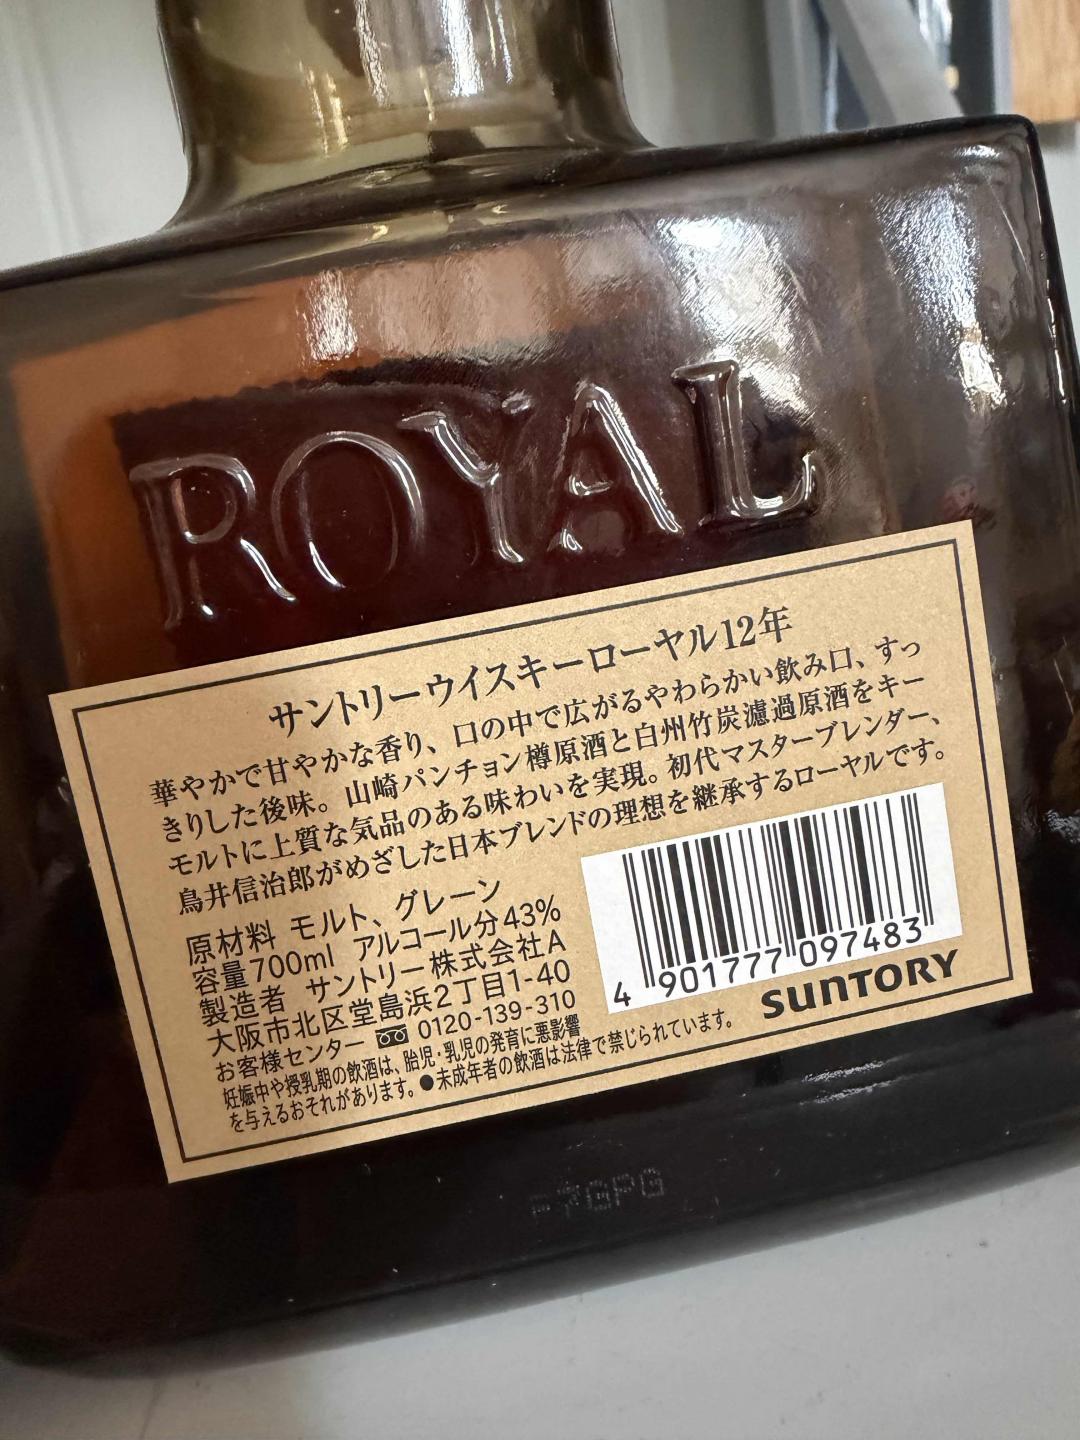 ROYAL
サントリーウイスキーローヤル12年
華やかで甘やかな香り、口の中で広がるやわらかい飲み口、すっ
きりした後味。山崎パンチョン樽原酒と白州竹炭濾過原酒をキー
モルトに上質な気品のある味わいを実現。初代マスターブレンダー、
鳥井信治郎がめざした日本ブレンドの理想を継承するローヤルです。
原材料 モルト、グレーン
容量700ml アルコール分43%
製造者 サントリー株式会社A
大阪市北区堂島浜2丁目1-40
お客様センター 0120-139-310
妊娠中や授乳期の飲酒は、胎児・乳児の発育に悪影響
を与えるおそれがあります。●未成年者の飲酒は法律で禁じられています。
4 901777 097483
SUNTORY